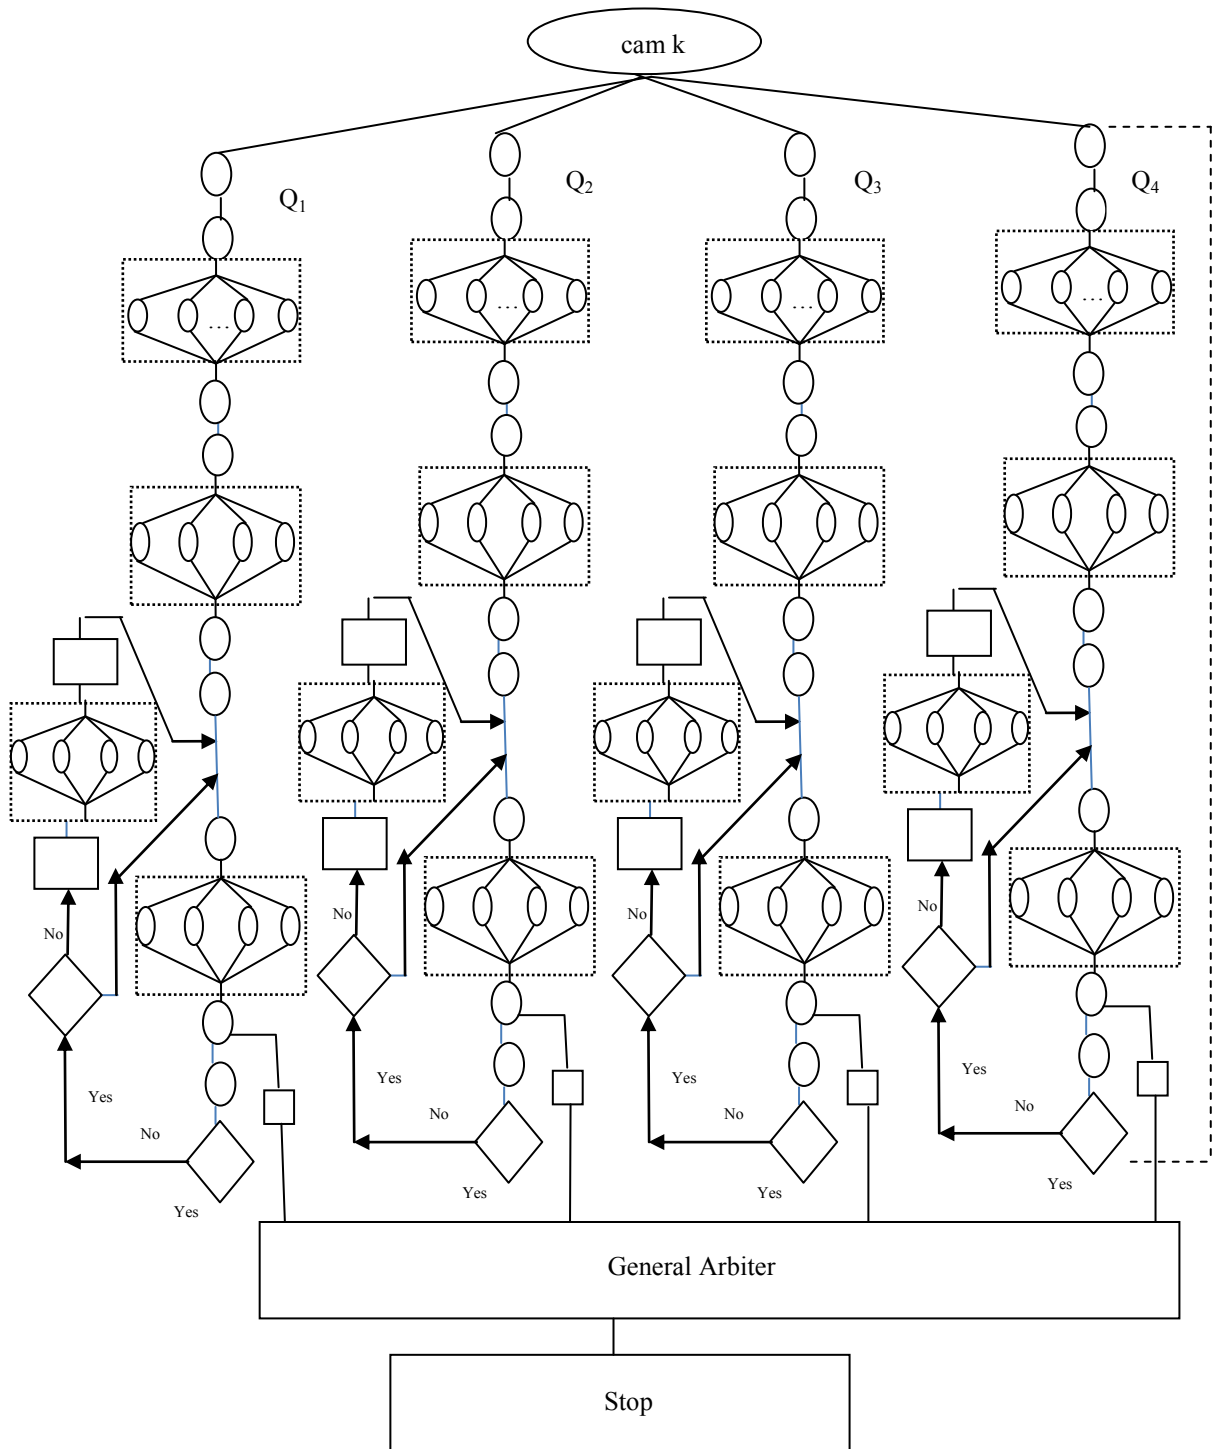 cam k
Q1
Q2
Q3
Q4
...
...
...
...
No
No
No
No
Yes
Yes
Yes
Yes
No
No
No
No
Yes
Yes
Yes
Yes
General Arbiter
Stop